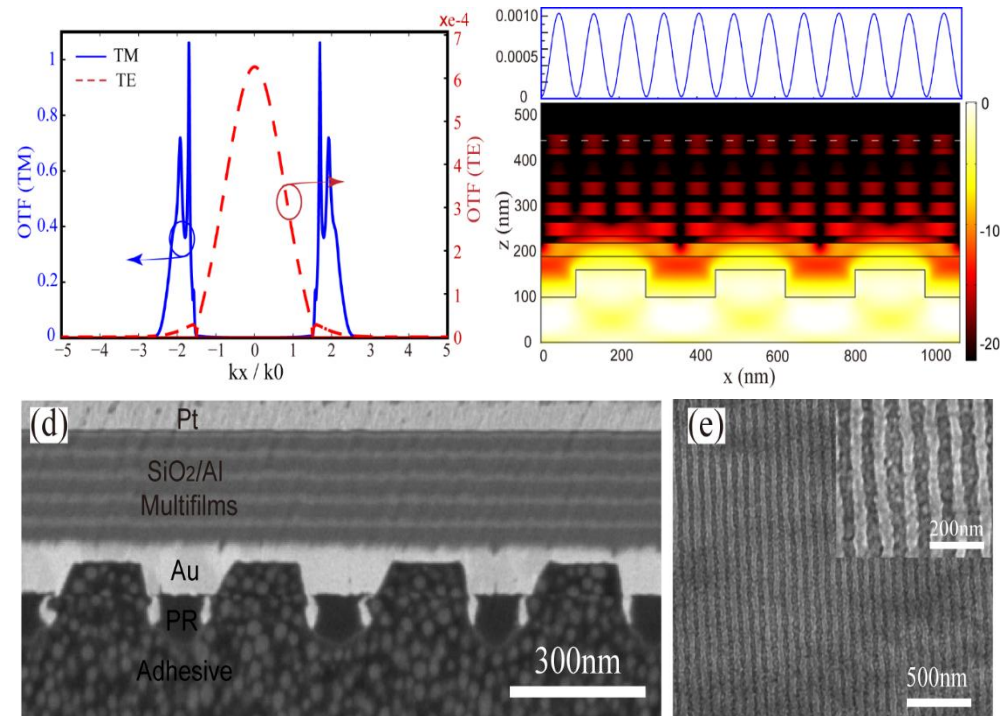 ×e-4
1
0.8
0.6
0.4
0.2
0
OTF (TM)
TM
TE
7
6
5
4
3
2
1
0
OTF (TE)
−5 −4 −3 −2 −1 0 1 2 3 4 5
kx / k0
0.0010
0.0005
0
500
400
300
200
100
0
z (nm)
0 200 400 600 800 1000
x (nm)
0
-10
-20
(d)
Pt
SiO2/Al
Multifilms
Au
PR
Adhesive
300nm
(e)
200nm
500nm